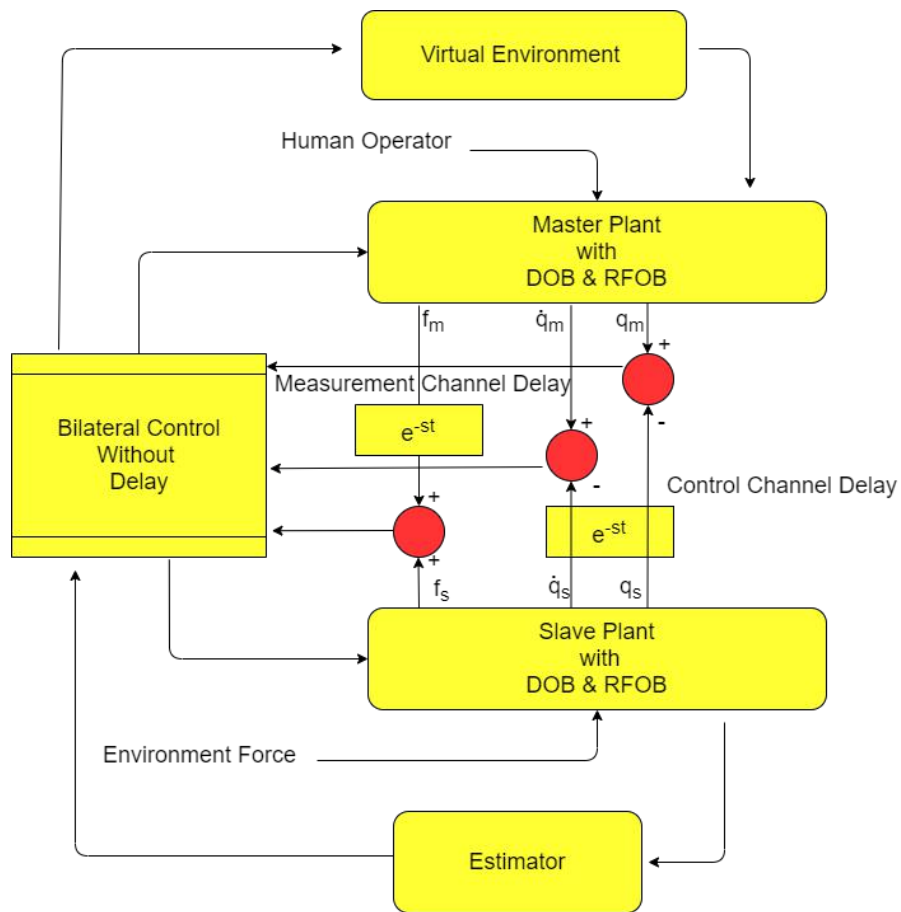 Virtual Environment
Human Operator
Master Plant
with
DOB & RFOB
fₘ
q̇ₘ
qₘ
+
Measurement Channel Delay
-
Bilateral Control
Without
Delay
e⁻ˢᵗ
+
-
Control Channel Delay
+
e⁻ˢᵗ
+
fₛ
q̇ₛ
qₛ
Slave Plant
with
DOB & RFOB
Environment Force
Estimator